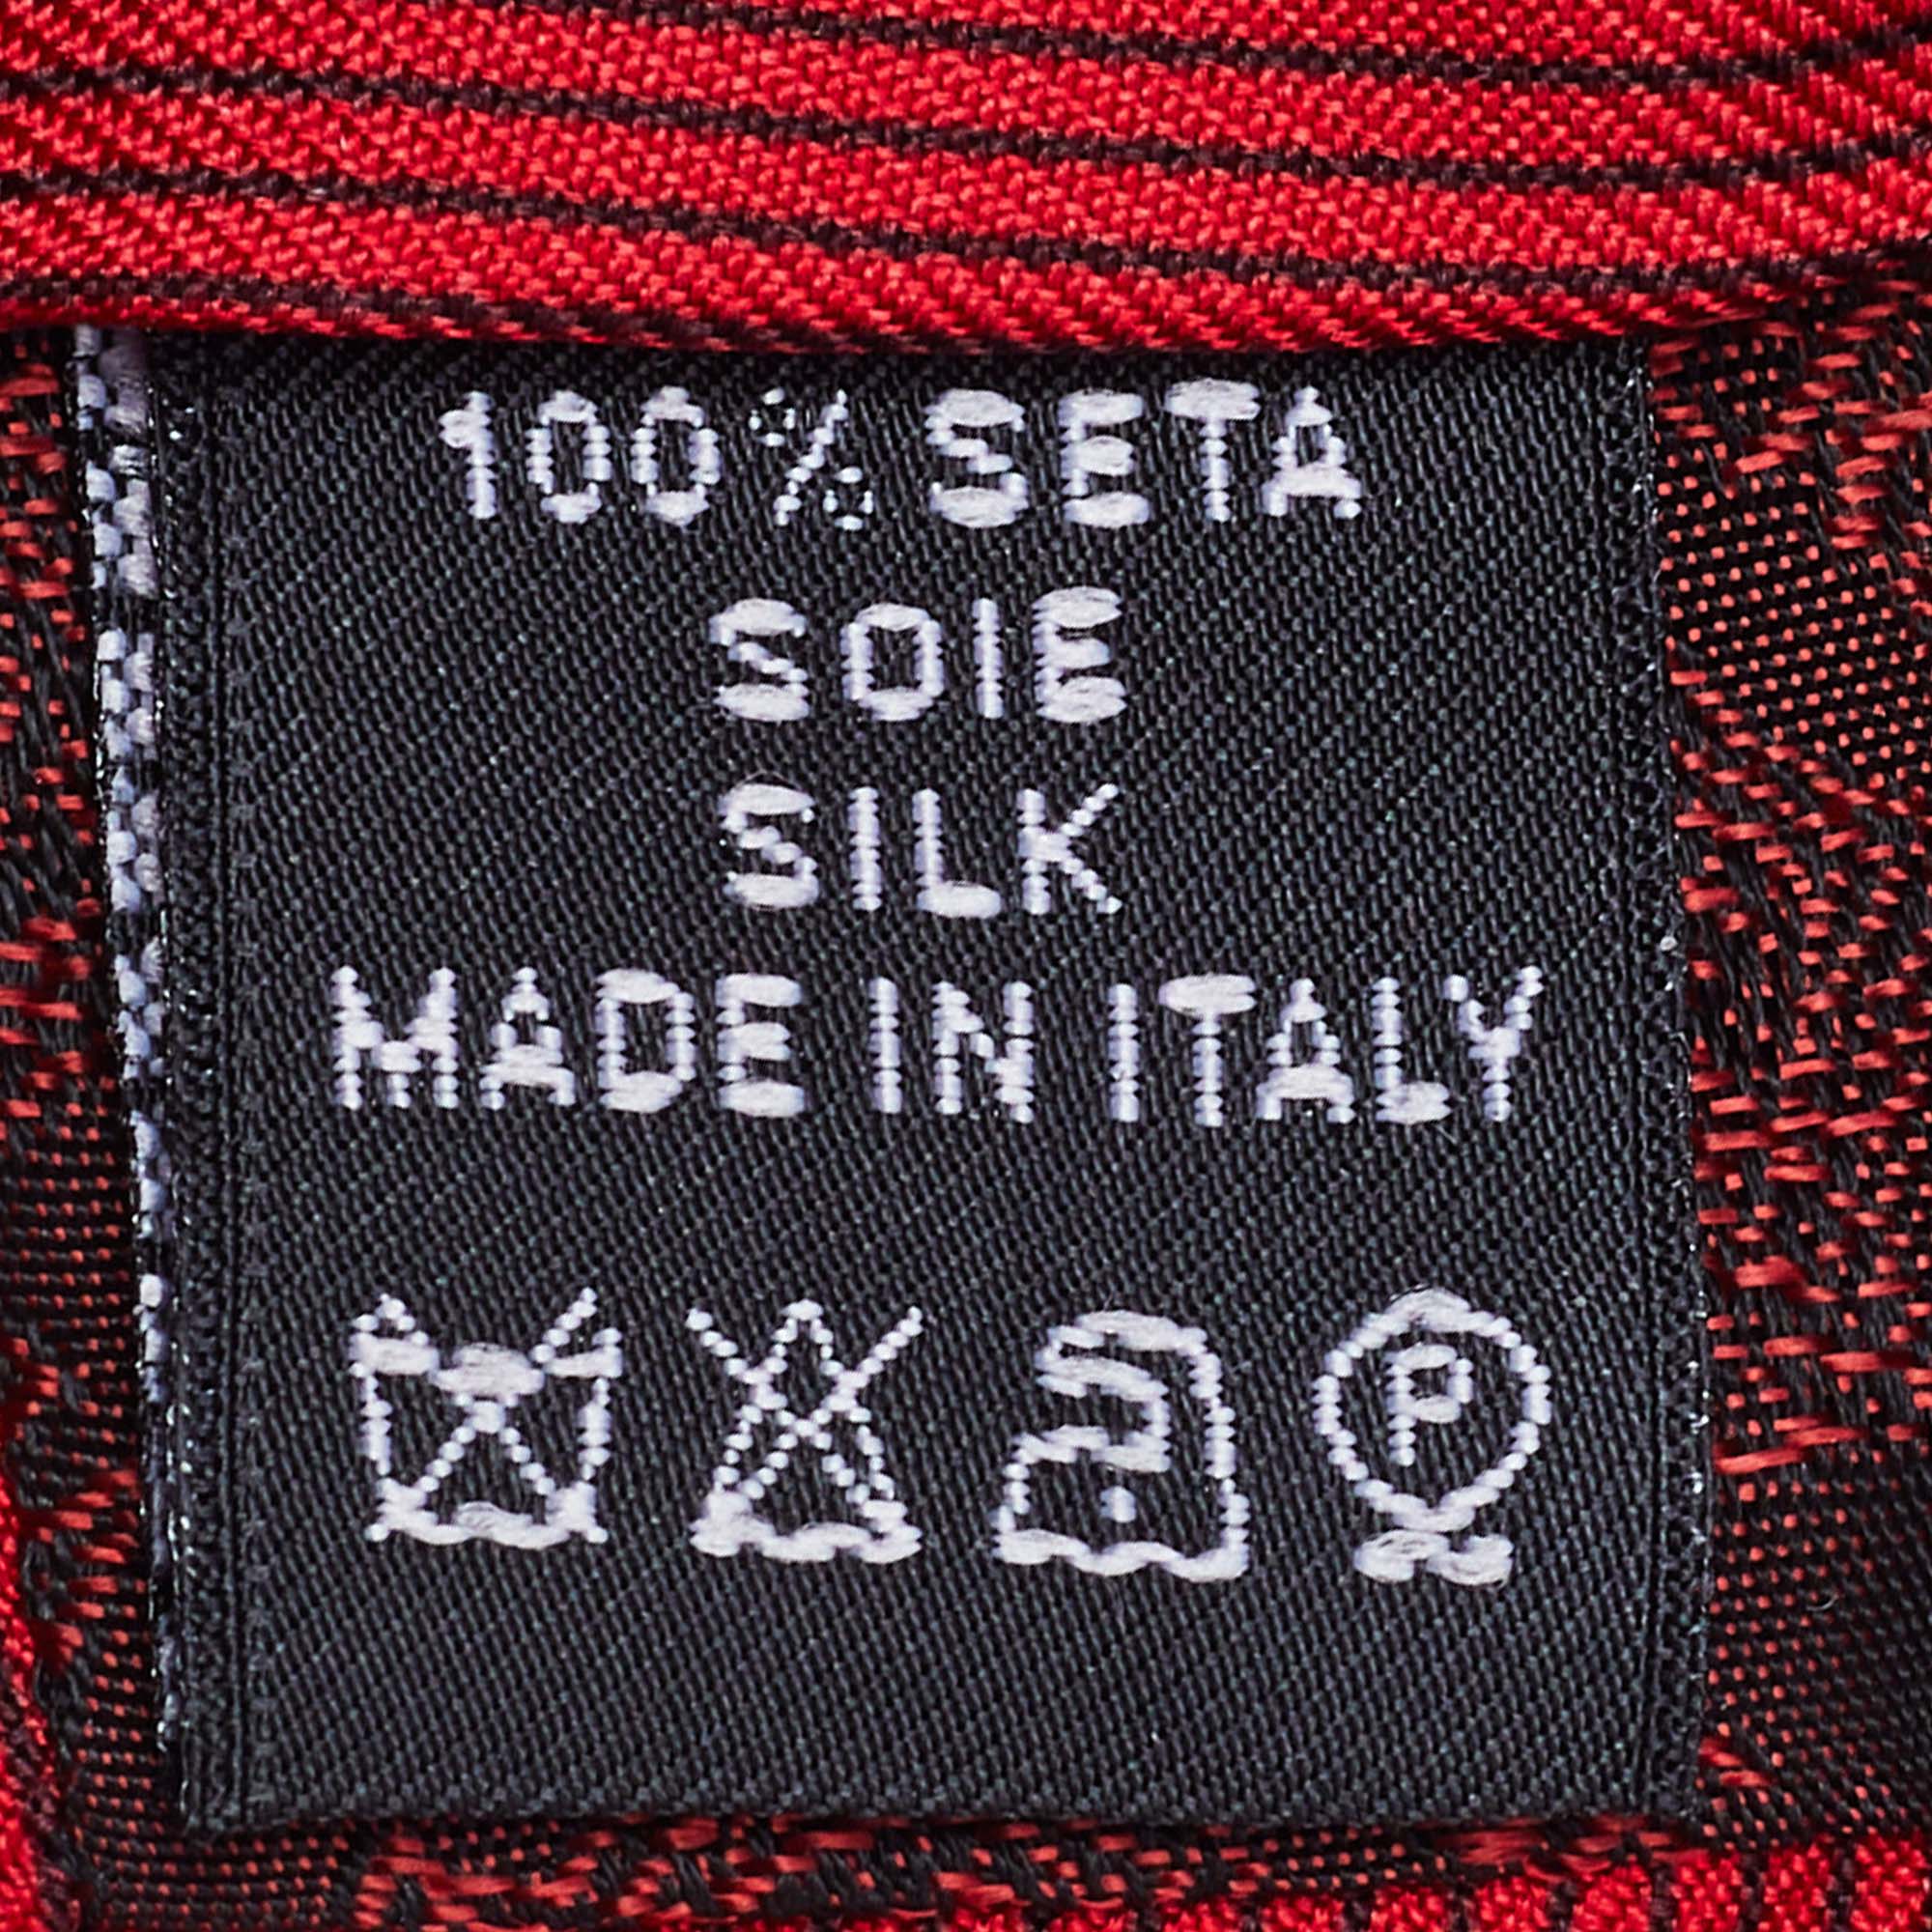 100% SETA
SOIE
SILK
MADE IN ITALY
P